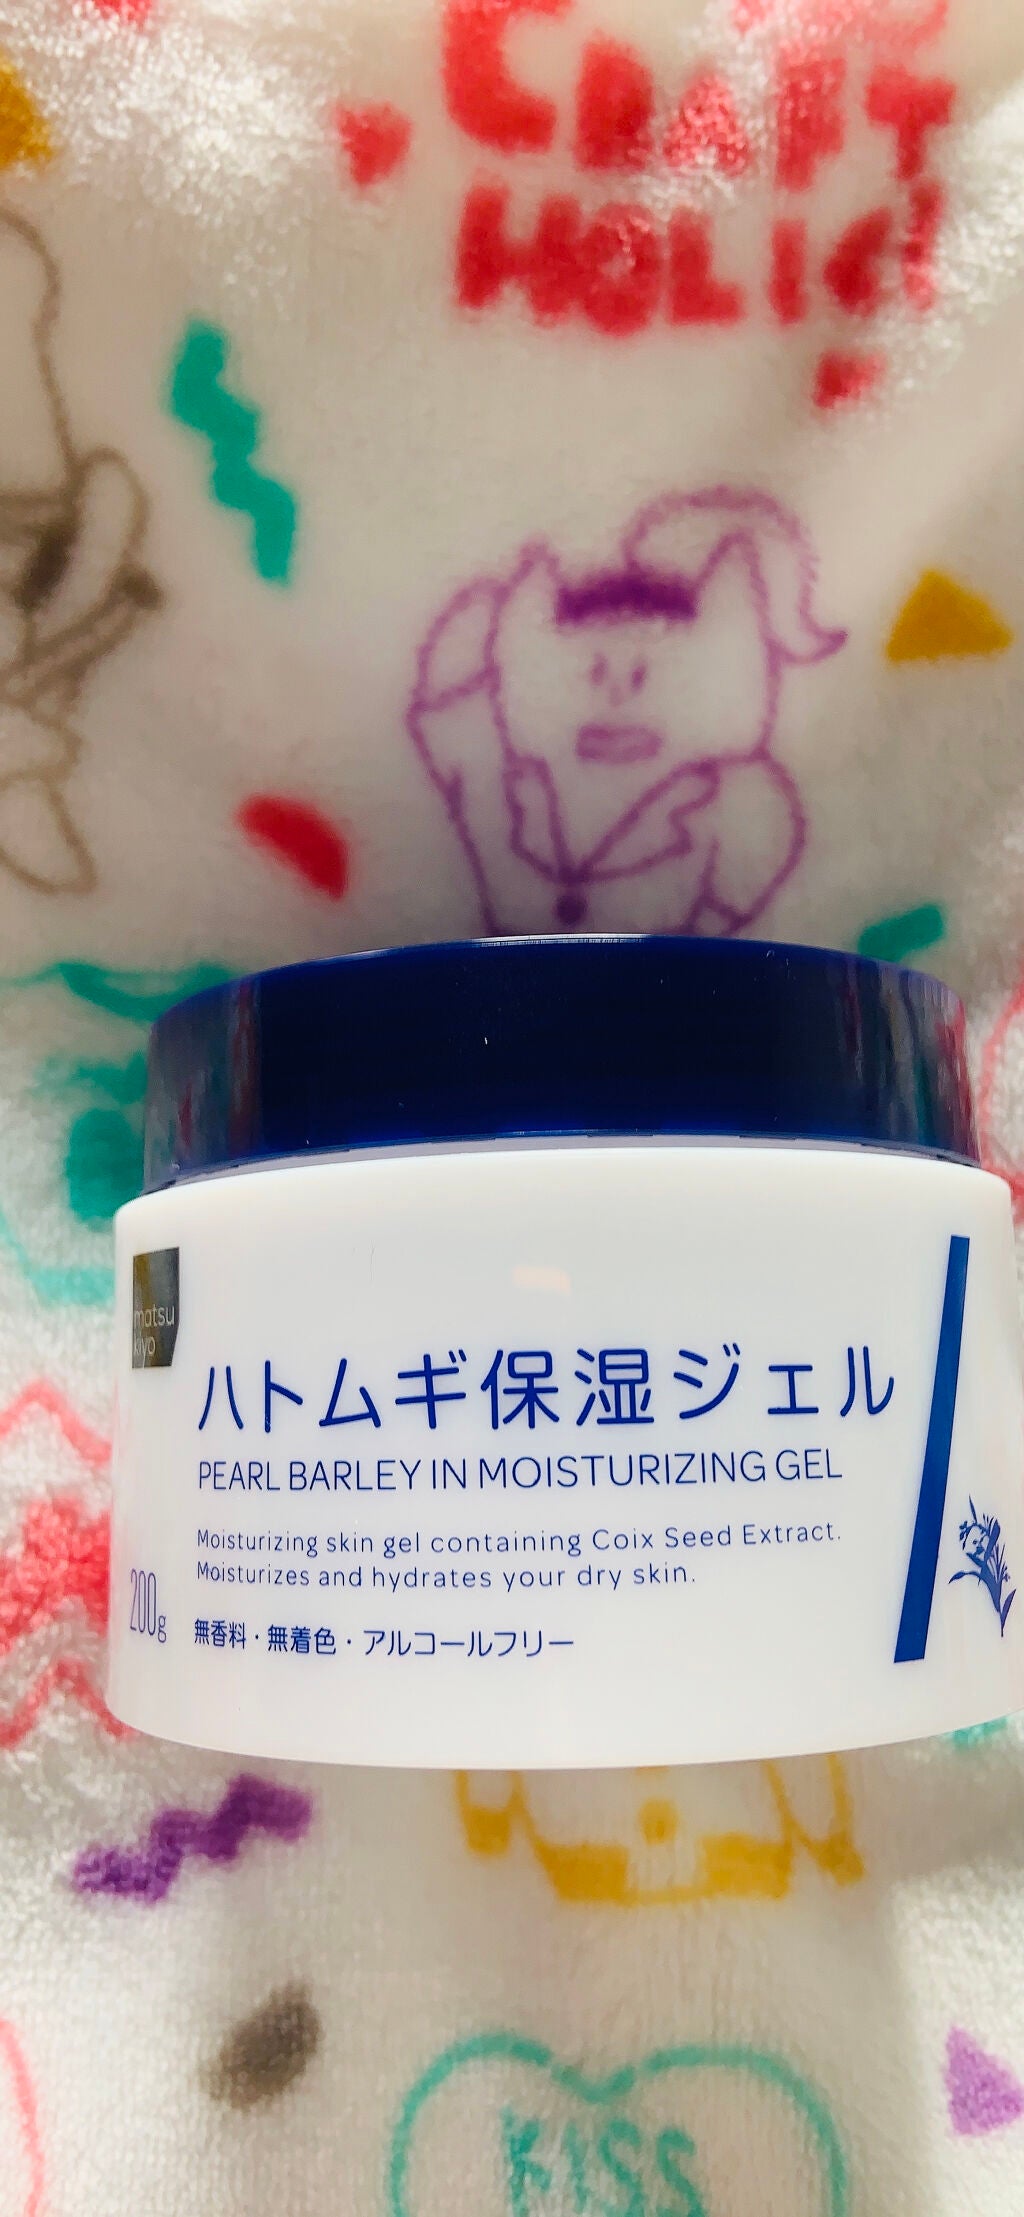 CRAFT
HOLIC
matsu
kiyo
ハトムギ保湿ジェル
PEARL BARLEY IN MOISTURIZING GEL
Moisturizing skin gel containing Coix Seed Extract.
Moisturizes and hydrates your dry skin.
200g
無香料・無着色・アルコールフリー
KISS